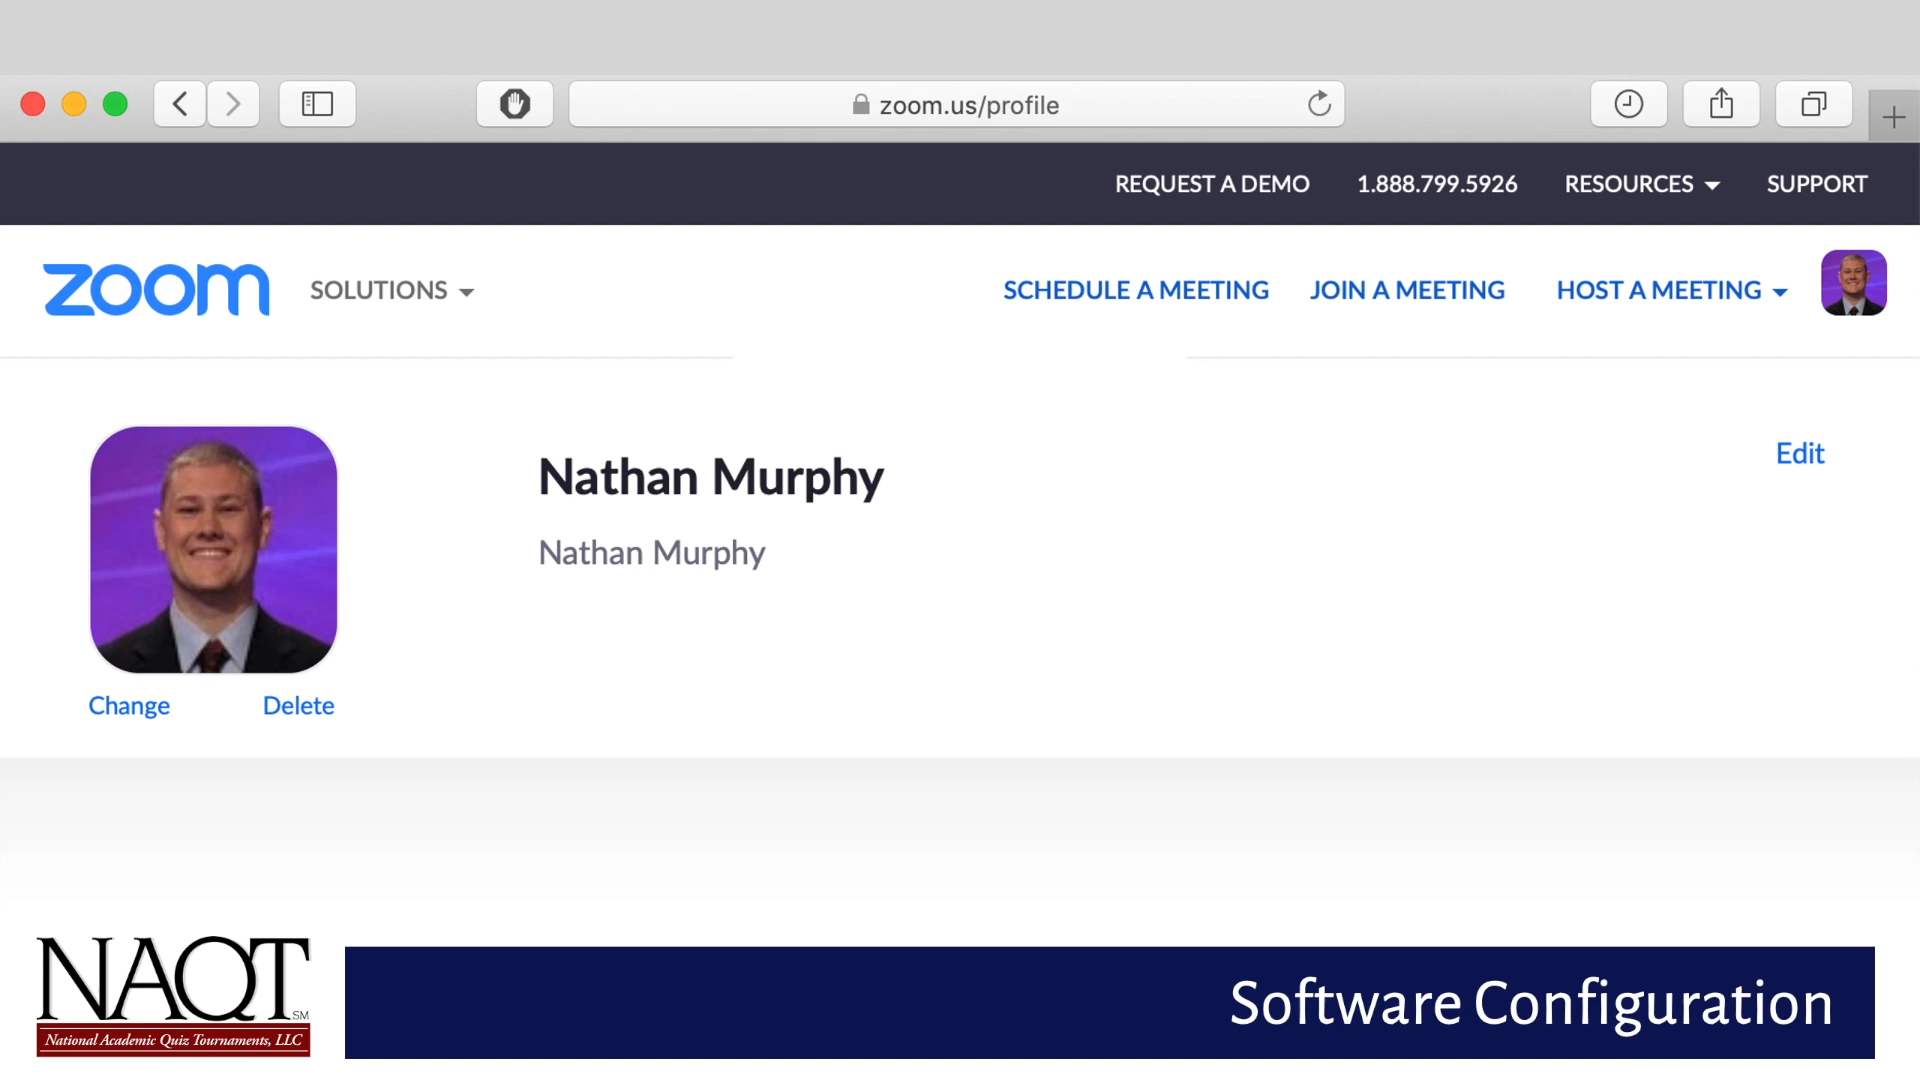 zoom.us/profile
REQUEST A DEMO 1.888.799.5926 RESOURCES SUPPORT
zoom SOLUTIONS SCHEDULE A MEETING JOIN A MEETING HOST A MEETING
Nathan Murphy
Edit
Nathan Murphy
Change Delete
NAQT SM
National Academic Quiz Tournaments, LLC
Software Configuration